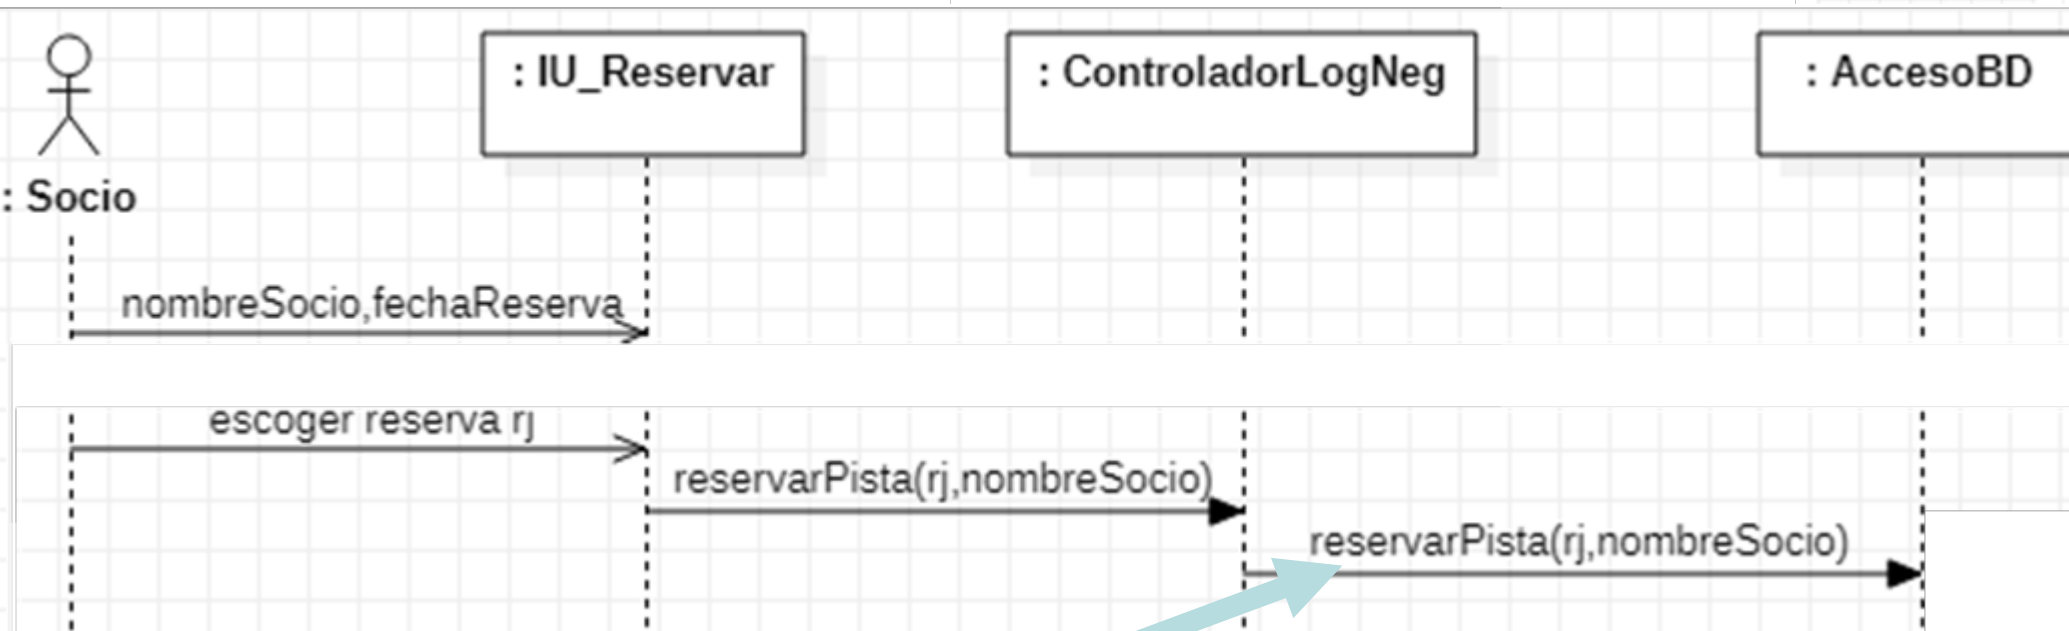 : IU_Reservar
: ControladorLogNeg
: AccesoBD
: Socio
nombreSocio,fechaReserva
escoger reserva rj
reservarPista(rj,nombreSocio)
reservarPista(rj,nombreSocio)